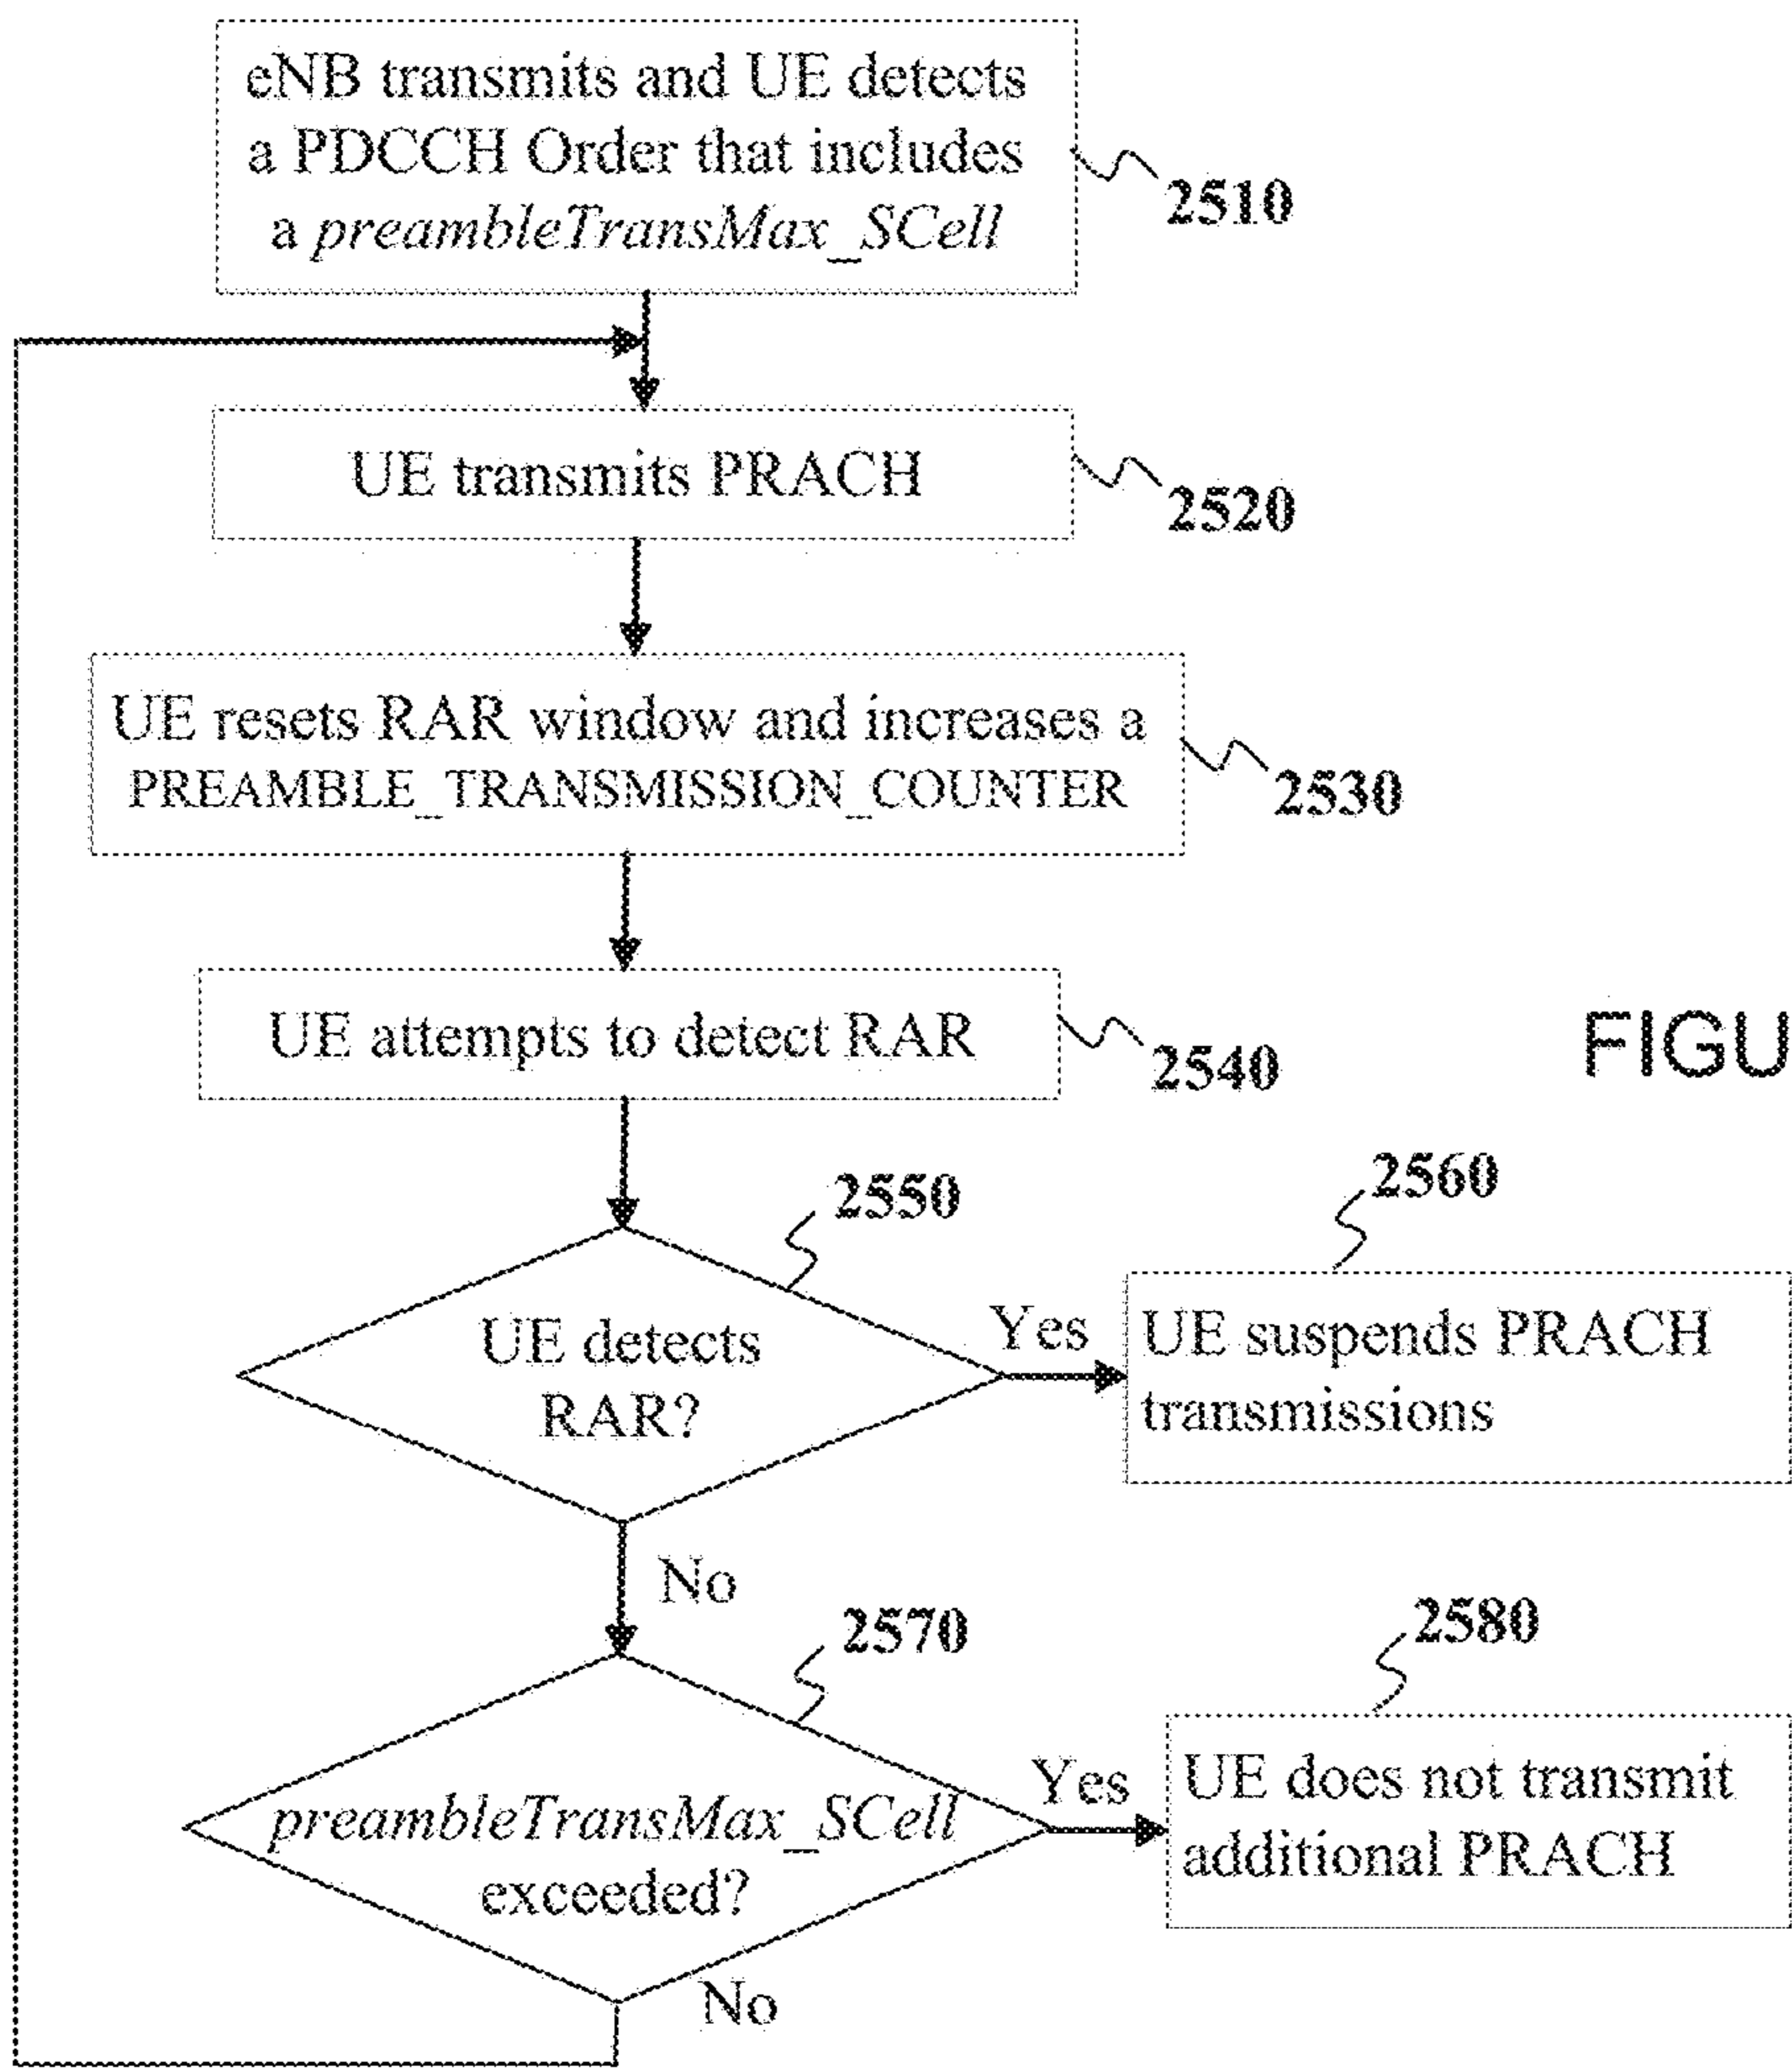 eNB transmits and UE detects
a PDCCH Order that includes
a preambleTransMax_SCell
2510
UE transmits PRACH
2520
UE resets RAR window and increases a
PREAMBLE_TRANSMISSION_COUNTER
2530
UE attempts to detect RAR
2540
FIGU
2550
2560
UE detects
RAR?
Yes
UE suspends PRACH
transmissions
No
2570
2580
preambleTransMax_SCell
exceeded?
Yes
UE does not transmit
additional PRACH
No